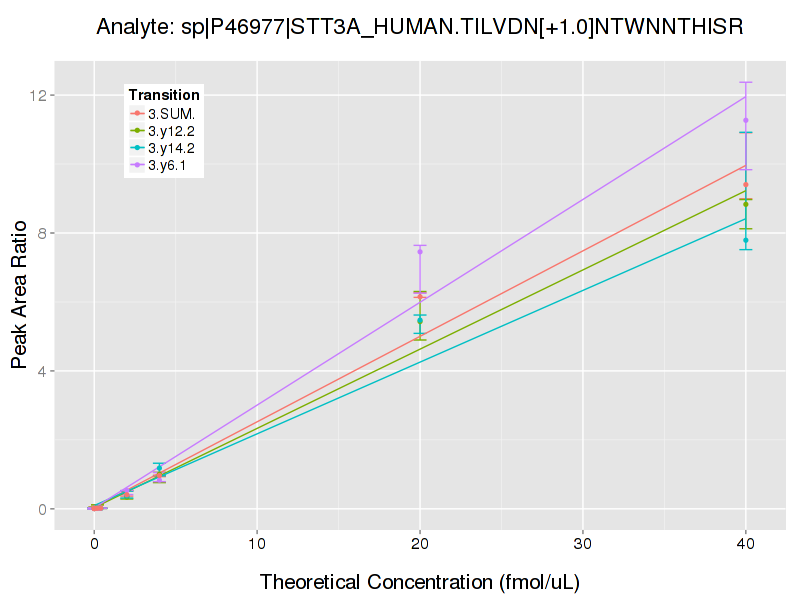 Analyte: sp|P46977|STT3A_HUMAN.TILVDN[+1.0]NTWNNTHISR
Transition
3.SUM.
3.y12.2
3.y14.2
3.y6.1
12
8
4
0
Peak Area Ratio
0 10 20 30 40
Theoretical Concentration (fmol/uL)